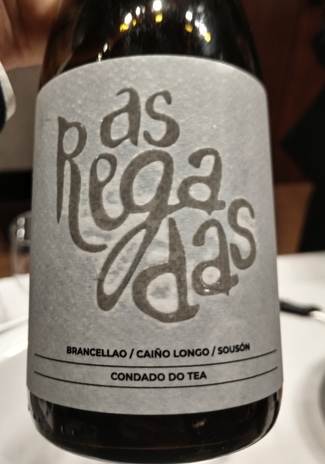 as
Rega
das
BRANCELLAO / CAIÑO LONGO / SOUSÓN
CONDADO DO TEA